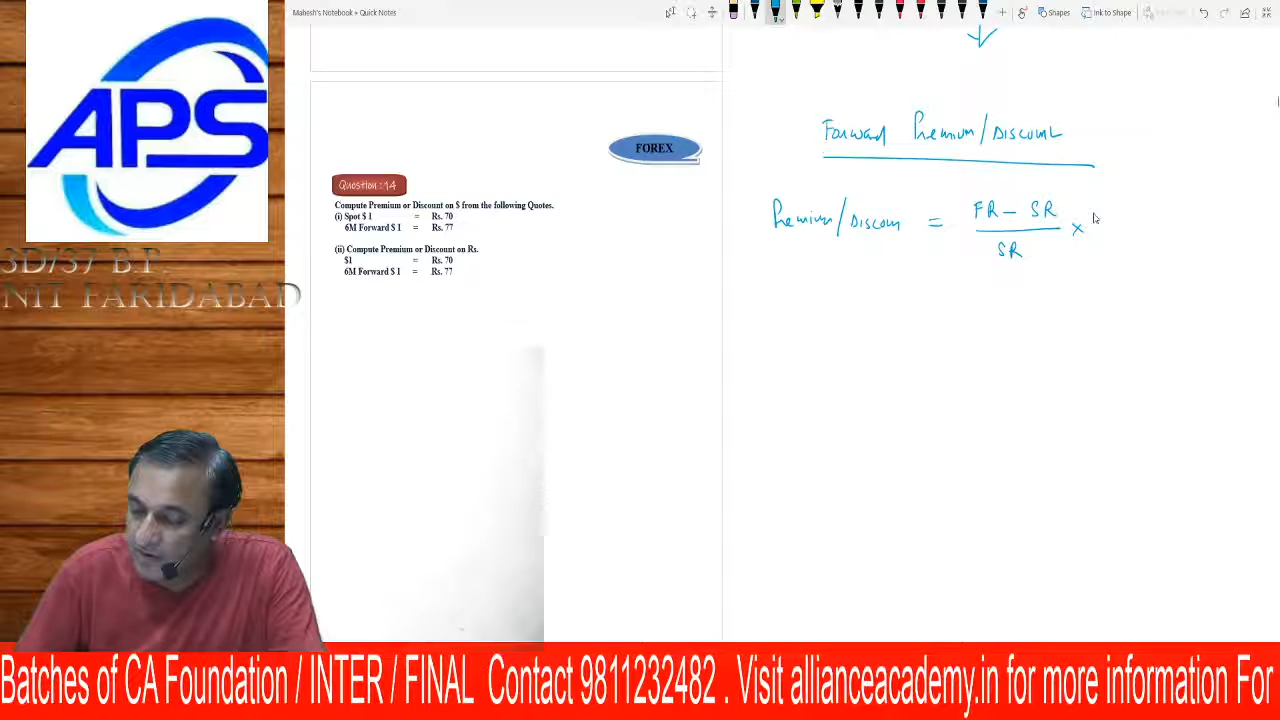 Mahesh's Notebook » Quick Notes
Shapes
Ink to Shape
APS
3D/37 B.P.
NIT FARIDABAD
FOREX
Question : 14
Compute Premium or Discount on $ from the following Quotes.
(i) Spot $ 1 = Rs. 70
6M Forward $ 1 = Rs. 77
(ii) Compute Premium or Discount on Rs.
$1 = Rs. 70
6M Forward $ 1 = Rs. 77
Forward Premium/Discount
Premium/Discoun = FR - SR
SR
×
Batches of CA Foundation / INTER / FINAL Contact 9811232482 . Visit allianceacademy.in for more information For